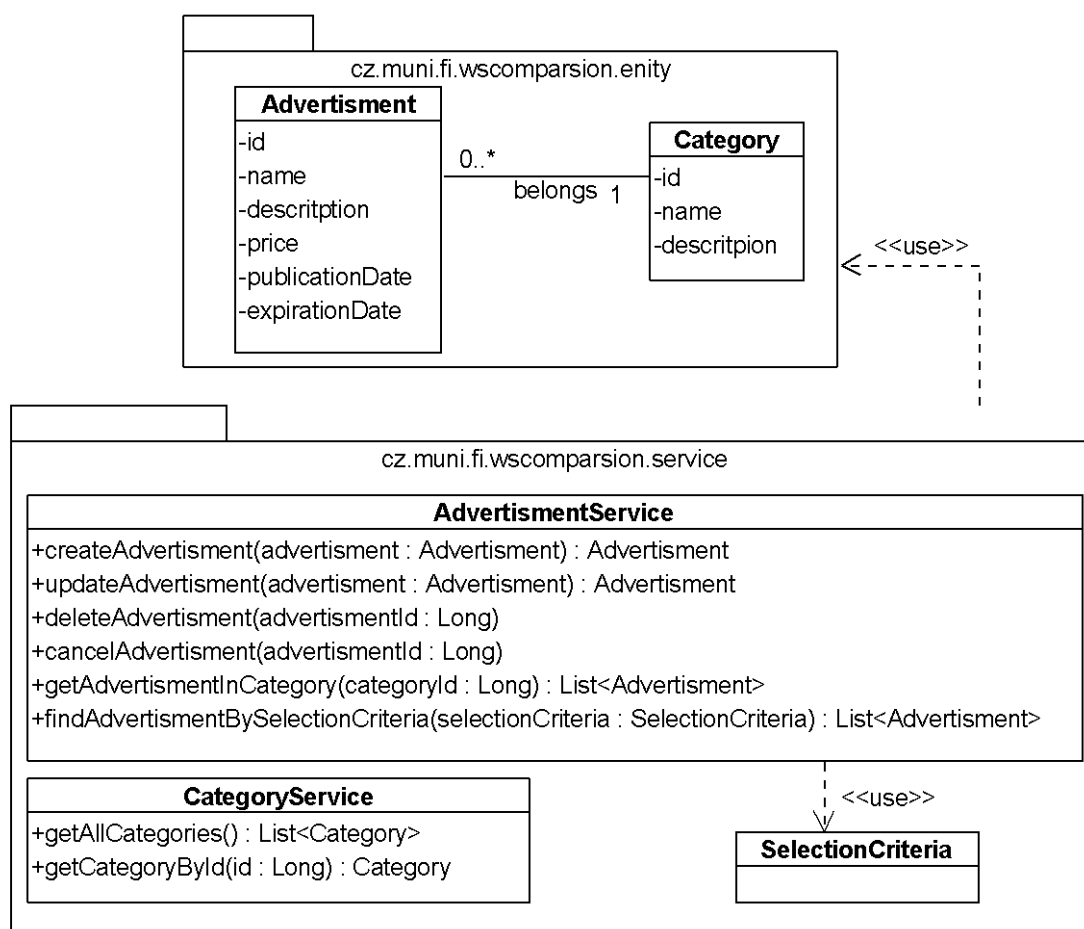 cz.muni.fi.wscomparsion.enity
Advertisment
-id
-name
-descritption
-price
-publicationDate
-expirationDate
0..*
belongs 1
Category
-id
-name
-descritpion
<<use>>
cz.muni.fi.wscomparsion.service
AdvertismentService
+createAdvertisment(advertisment : Advertisment) : Advertisment
+updateAdvertisment(advertisment : Advertisment) : Advertisment
+deleteAdvertisment(advertismentId : Long)
+cancelAdvertisment(advertismentId : Long)
+getAdvertismentInCategory(categoryId : Long) : List<Advertisment>
+findAdvertismentBySelectionCriteria(selectionCriteria : SelectionCriteria) : List<Advertisment>
CategoryService
+getAllCategories() : List<Category>
+getCategoryById(id : Long) : Category
<<use>>
SelectionCriteria